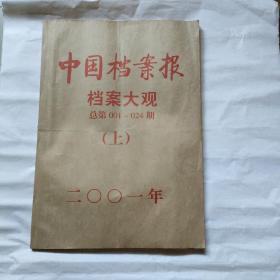 中国档案报
档案大观
总第001-024期
(上)
二〇〇一年